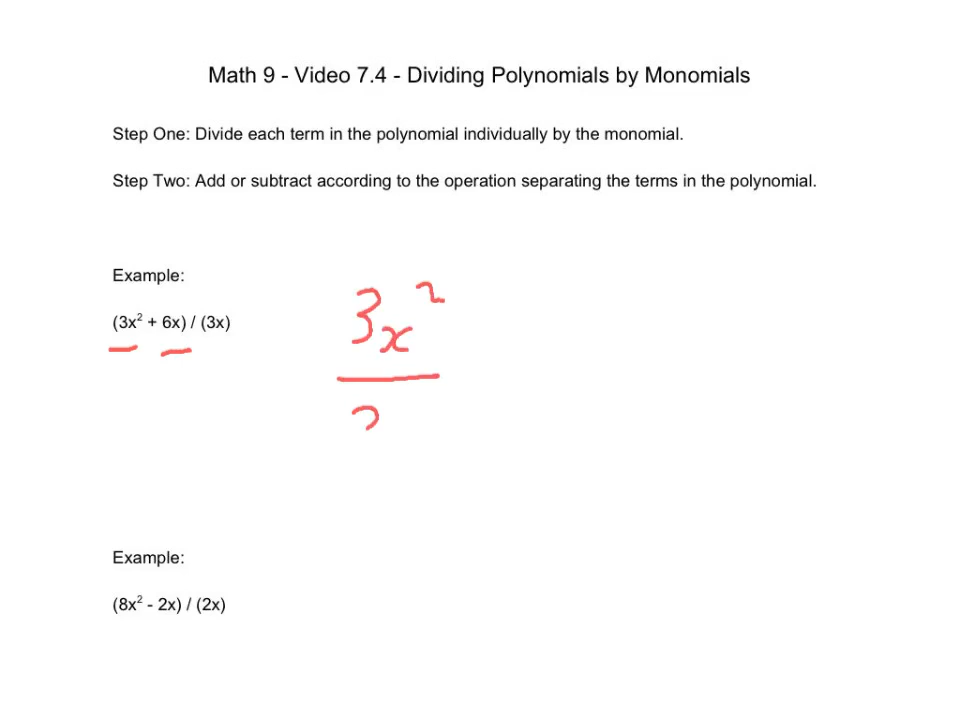 Math 9 - Video 7.4 - Dividing Polynomials by Monomials
Step One: Divide each term in the polynomial individually by the monomial.
Step Two: Add or subtract according to the operation separating the terms in the polynomial.
Example:
(3x² + 6x) / (3x)
3x²
Example:
(8x² - 2x) / (2x)